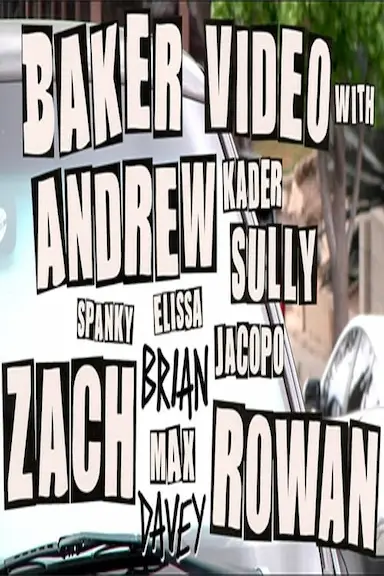 BAKER VIDEO WITH
ANDREW KADER
SULLY
SPANKY ELISSA
JACOPO
ZACH BRIAN
MAX ROWAN
DAVEY